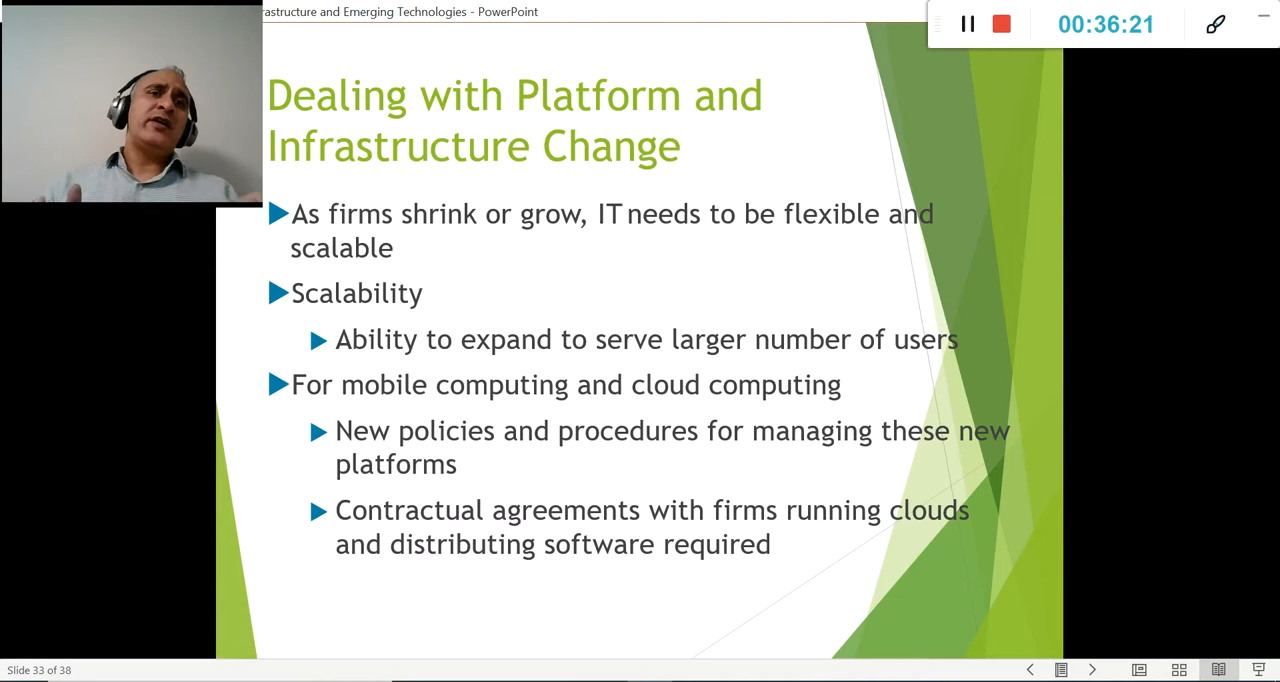 rastructure and Emerging Technologies - PowerPoint
00:36:21
Dealing with Platform and
Infrastructure Change
As firms shrink or grow, IT needs to be flexible and
scalable
Scalability
Ability to expand to serve larger number of users
For mobile computing and cloud computing
New policies and procedures for managing these new
platforms
Contractual agreements with firms running clouds
and distributing software required
Slide 33 of 38